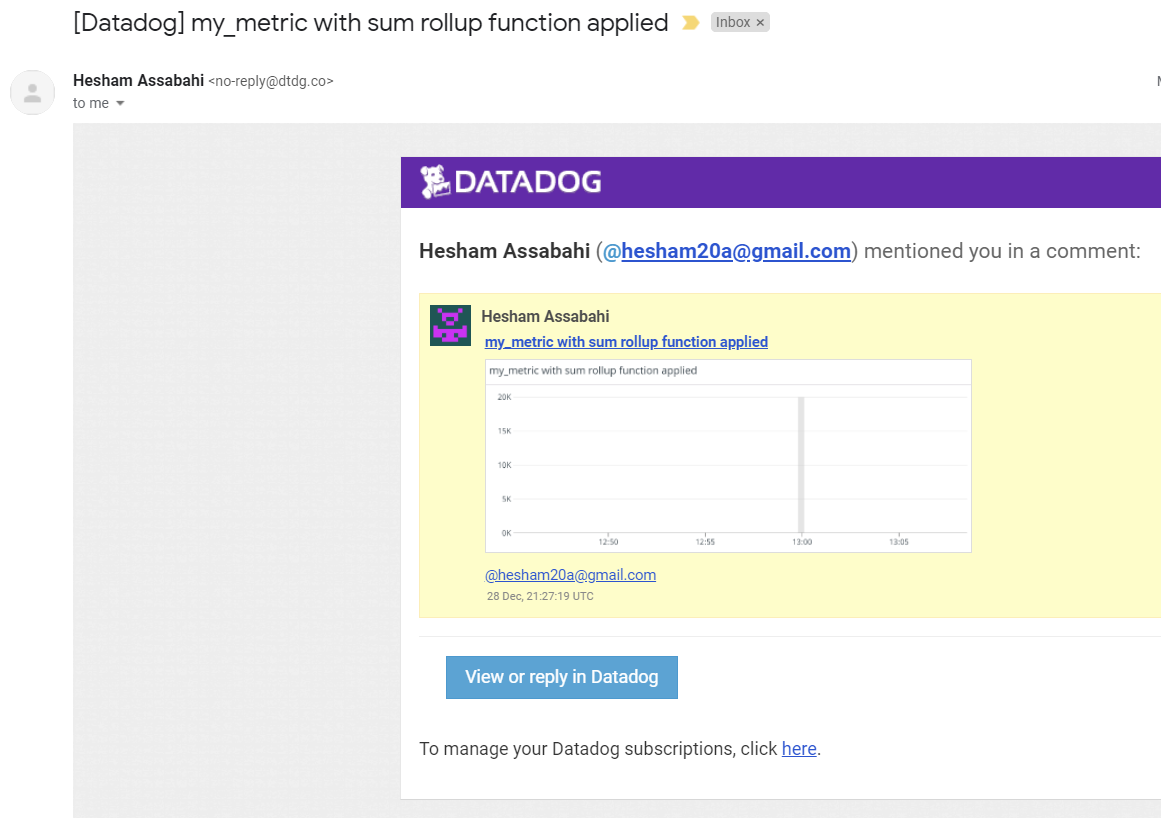 [Datadog] my_metric with sum rollup function applied Inbox ×
Hesham Assabahi <no-reply@dtdg.co>
to me
DATADOG
Hesham Assabahi (@hesham20a@gmail.com) mentioned you in a comment:
Hesham Assabahi
my_metric with sum rollup function applied
my_metric with sum rollup function applied
20K
15K
10K
5K
0K
12:50 12:55 13:00 13:05
@hesham20a@gmail.com
28 Dec, 21:27:19 UTC
View or reply in Datadog
To manage your Datadog subscriptions, click here.